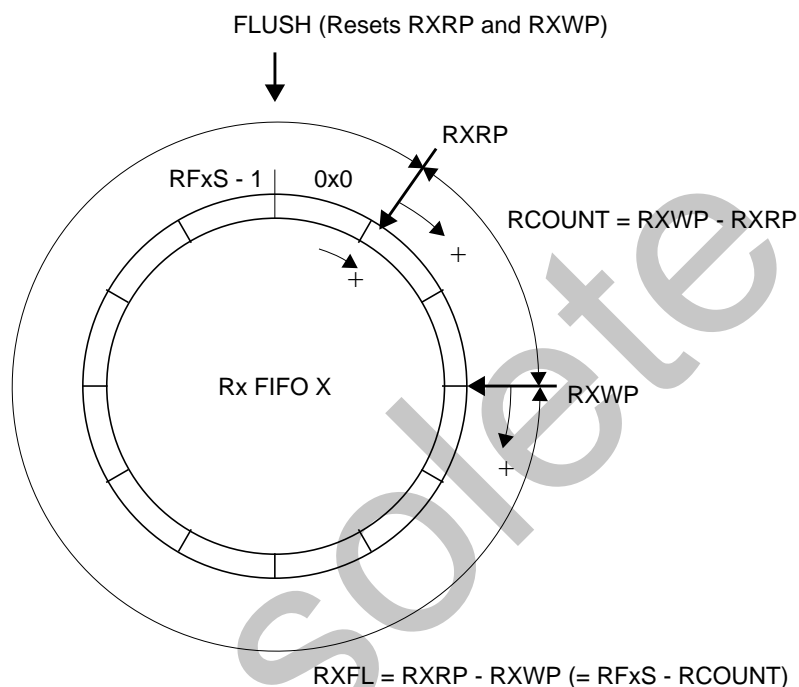 FLUSH (Resets RXRP and RXWP)
RXRP
RFxS - 1 0x0
RCOUNT = RXWP - RXRP
+
+
Rx FIFO X
RXWP
+
solete
RXFL = RXRP - RXWP (= RFxS - RCOUNT)